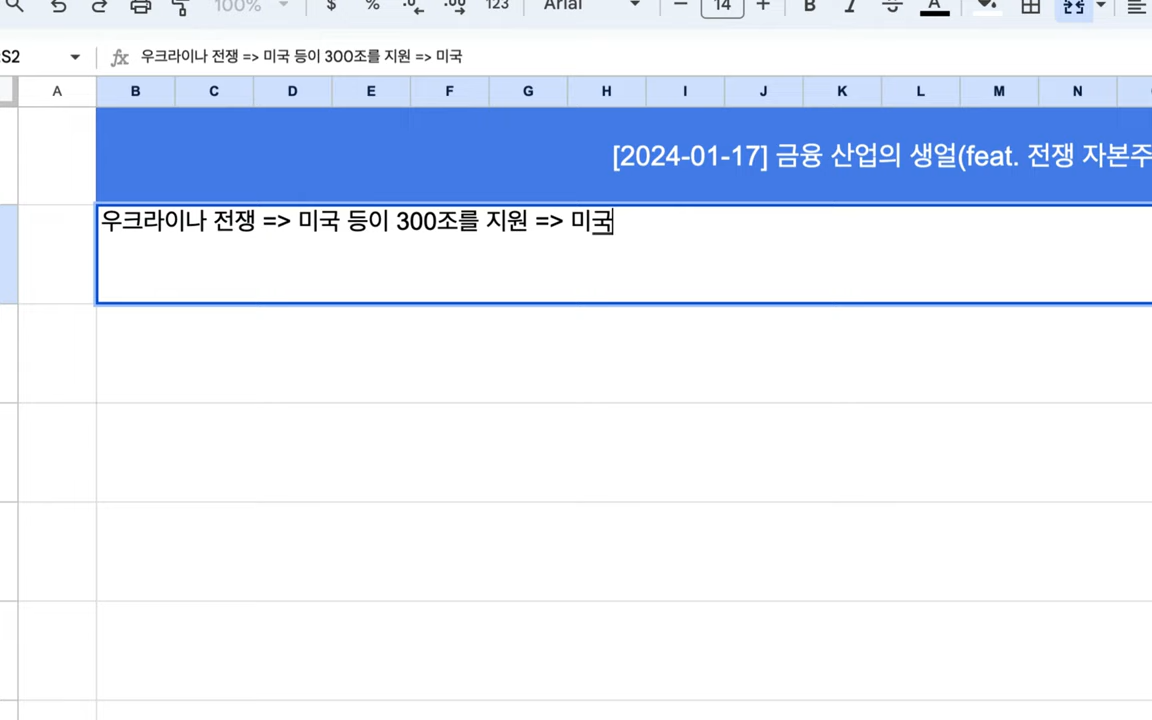 100% $ % .0 .00 123 Arial 14 B I S A
S2 fx 우크라이나 전쟁 => 미국 등이 300조를 지원 => 미국
A B C D E F G H I J K L M N
[2024-01-17] 금융 산업의 생얼(feat. 전쟁 자본주
우크라이나 전쟁 => 미국 등이 300조를 지원 => 미국